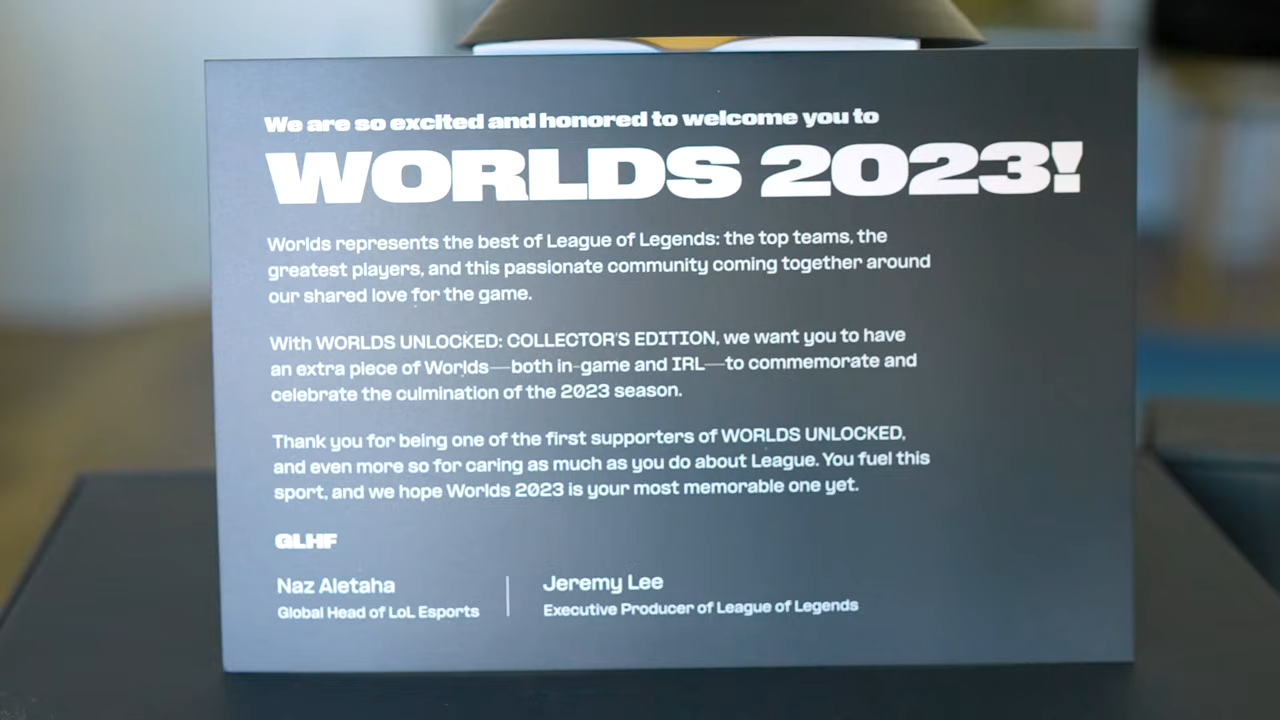 We are so excited and honored to welcome you to
WORLDS 2023!
Worlds represents the best of League of Legends: the top teams, the
greatest players, and this passionate community coming together around
our shared love for the game.
With WORLDS UNLOCKED: COLLECTOR'S EDITION, we want you to have
an extra piece of Worlds—both in-game and IRL—to commemorate and
celebrate the culmination of the 2023 season.
Thank you for being one of the first supporters of WORLDS UNLOCKED,
and even more so for caring as much as you do about League. You fuel this
sport, and we hope Worlds 2023 is your most memorable one yet.
GLHF
Naz Aletaha
Global Head of LoL Esports
Jeremy Lee
Executive Producer of League of Legends